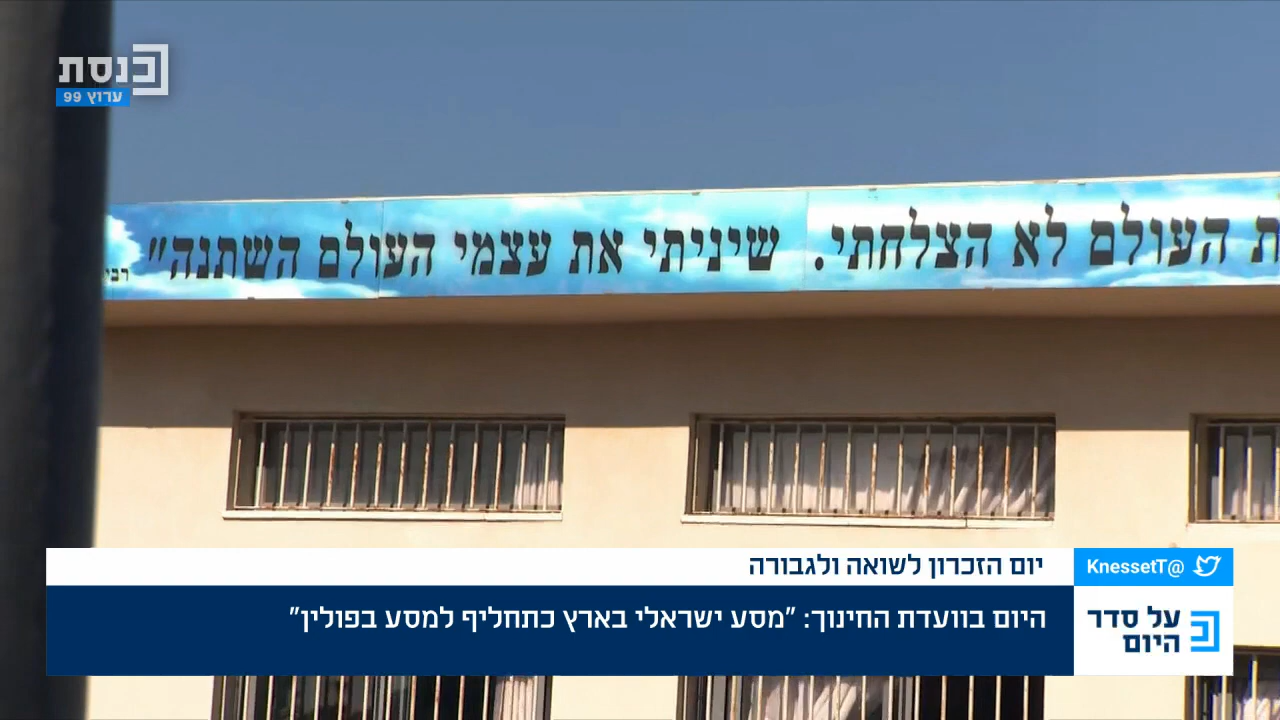 כנסת
ערוץ 99
ת העולם לא הצלחתי. שיניתי את עצמי העולם השתנה" רבי
יום הזכרון לשואה ולגבורה
@KnessetT
היום בוועדת החינוך: "מסע ישראלי בארץ כתחליף למסע בפולין"
על סדר
היום